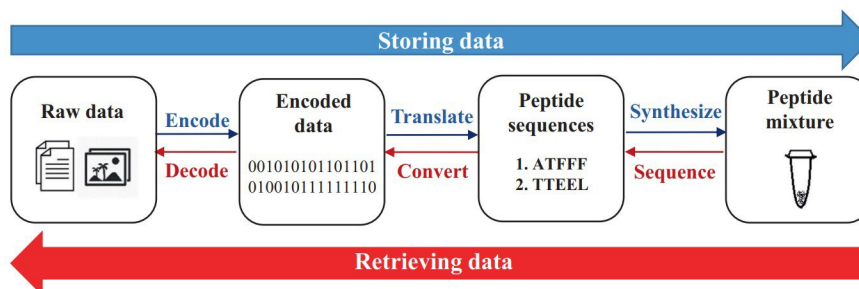 Storing data
Raw data
Encode
Decode
Encoded
data
001010101101101
010010111111110
Translate
Convert
Peptide
sequences
1. ATFFF
2. TTEEL
Synthesize
Sequence
Peptide
mixture
Retrieving data